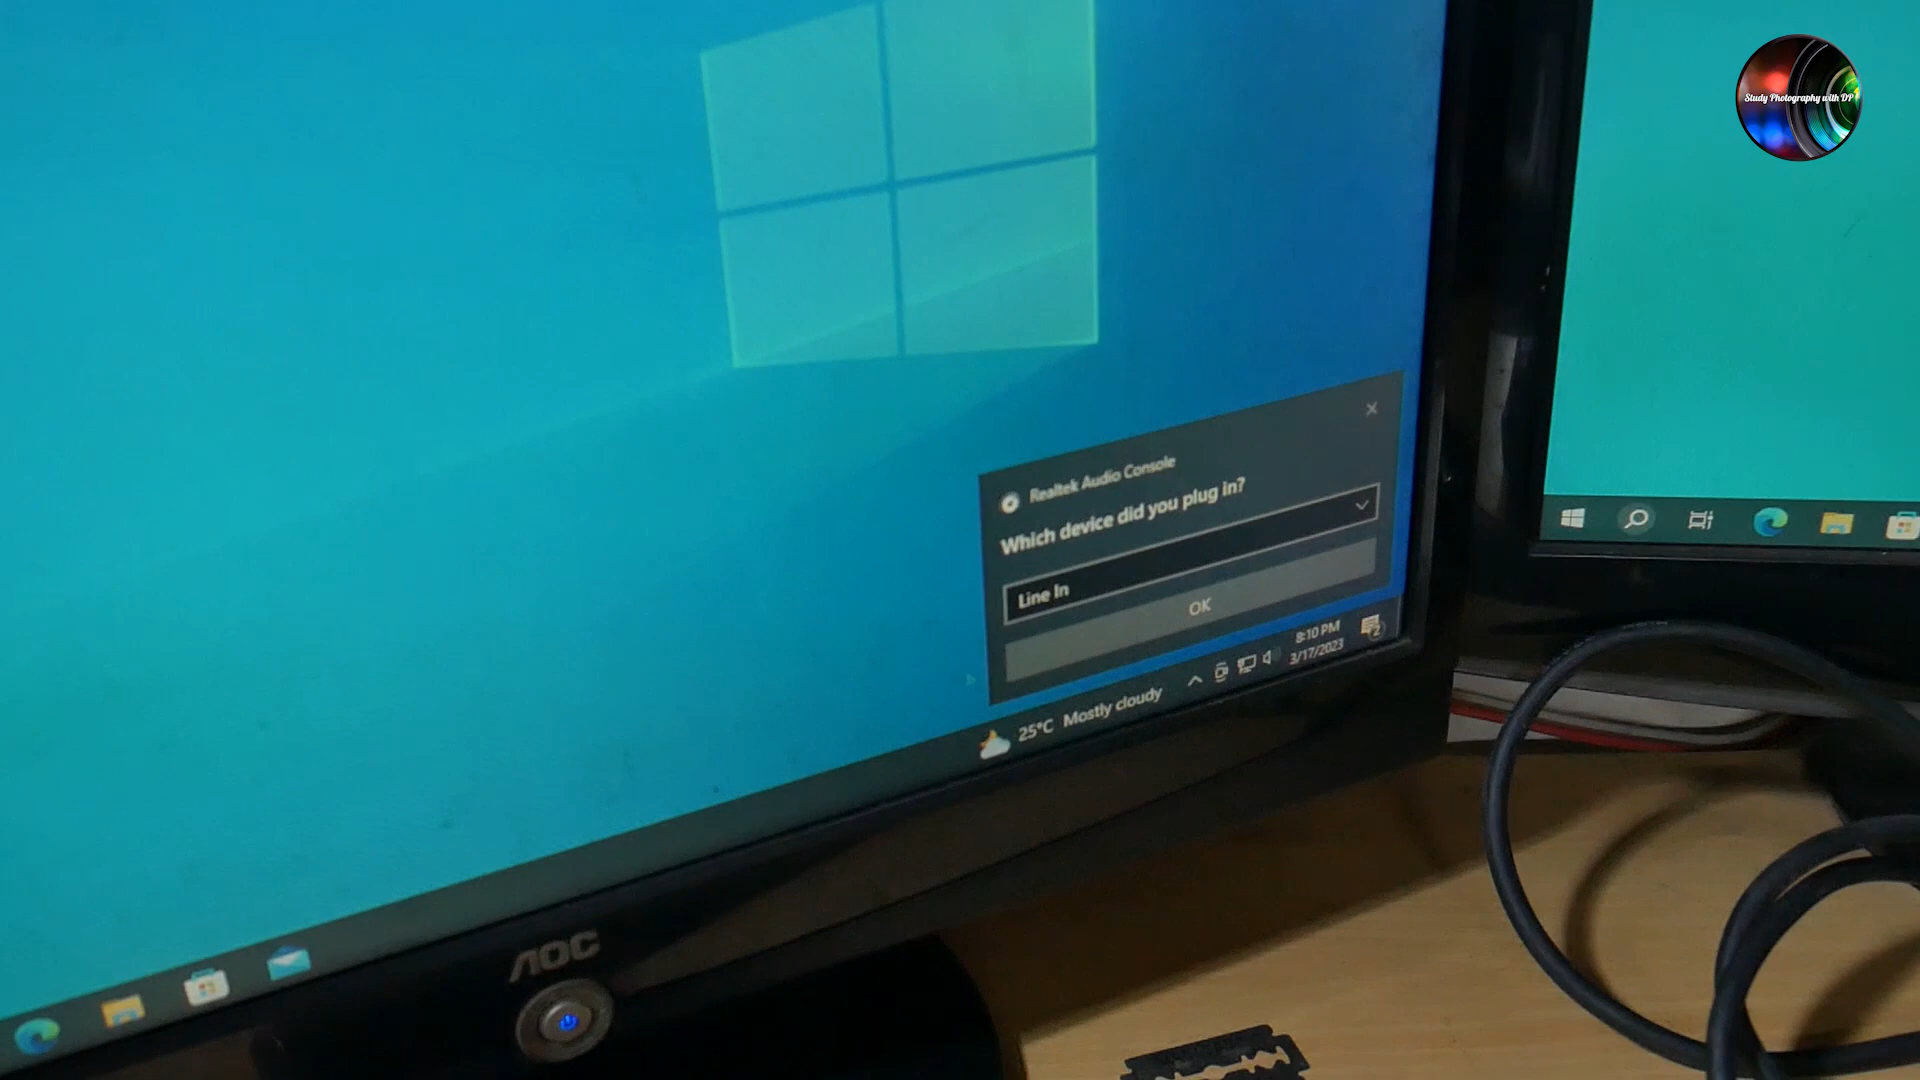 Study Photography with DP
Realtek Audio Console
Which device did you plug in?
Line In
OK
8:10 PM
3/17/2023
2
25°C Mostly cloudy
AOC